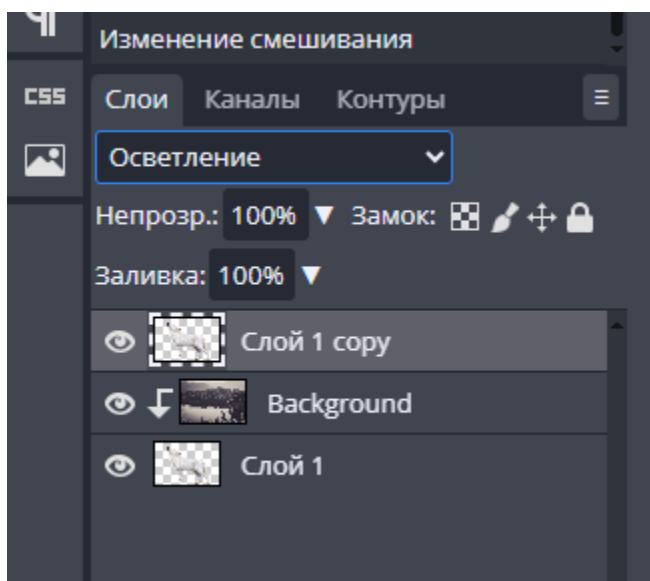 Изменение смешивания
CSS
Слои Каналы Контуры
Осветление
Непрозр.: 100% Замок:
Заливка: 100%
Слой 1 copy
Background
Слой 1